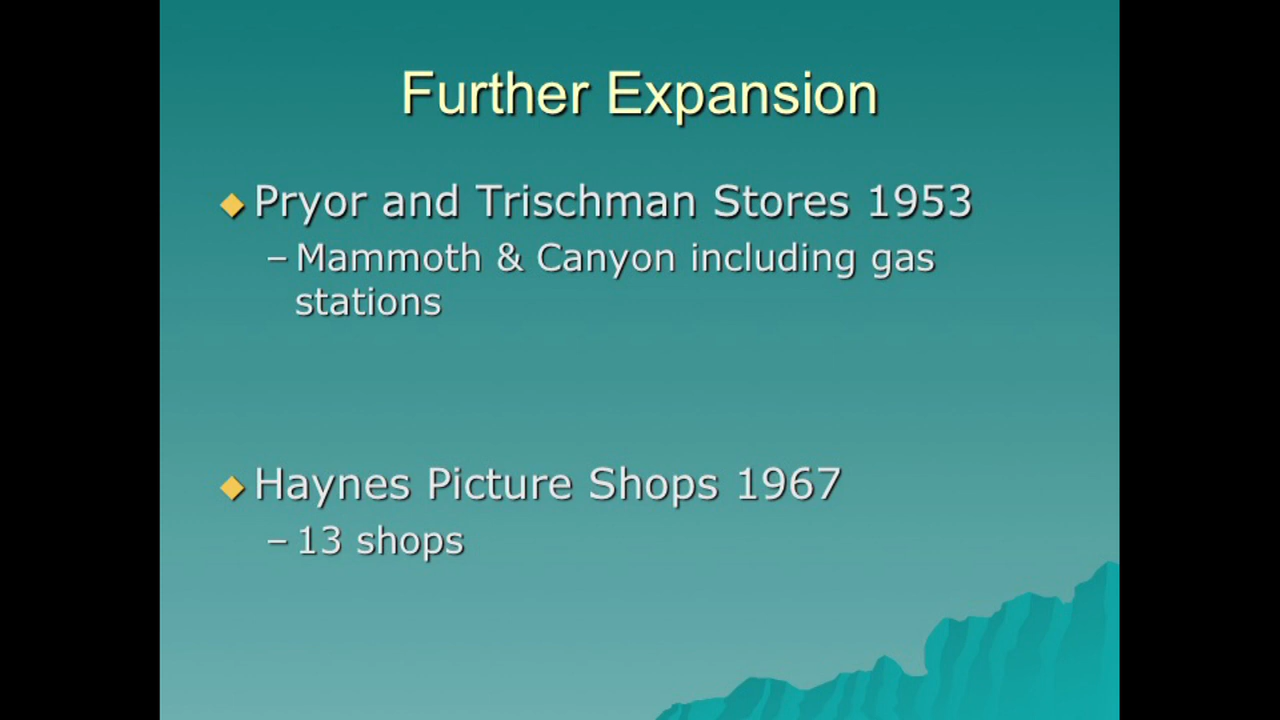 Further Expansion
Pryor and Trischman Stores 1953
– Mammoth & Canyon including gas
stations
Haynes Picture Shops 1967
– 13 shops